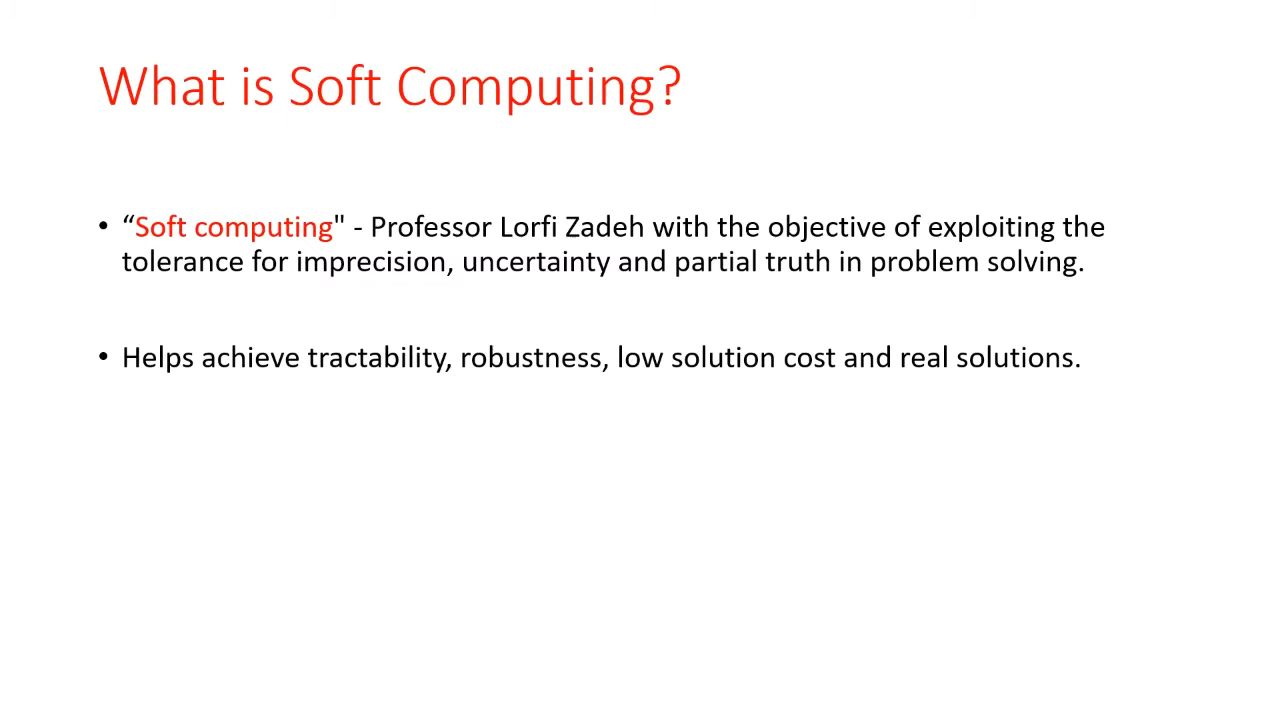 What is Soft Computing?
• “Soft computing" - Professor Lorfi Zadeh with the objective of exploiting the
tolerance for imprecision, uncertainty and partial truth in problem solving.
• Helps achieve tractability, robustness, low solution cost and real solutions.